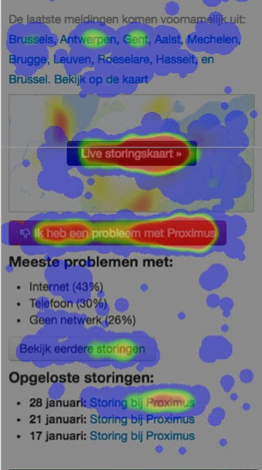 De laatste meldingen komen voornamelijk uit:
Brussels, Antwerpen, Gent, Aalst, Mechelen,
Brugge, Leuven, Roeselare, Hasselt, en
Brussel. Bekijk op de kaart
Live storingskaart »
Ik heb een probleem met Proximus
Meeste problemen met:
• Internet (43%)
• Telefoon (30%)
• Geen netwerk (26%)
Bekijk eerdere storingen
Opgeloste storingen:
• 28 januari: Storing bij Proximus
• 21 januari: Storing bij Proximus
• 17 januari: Storing bij Proximus